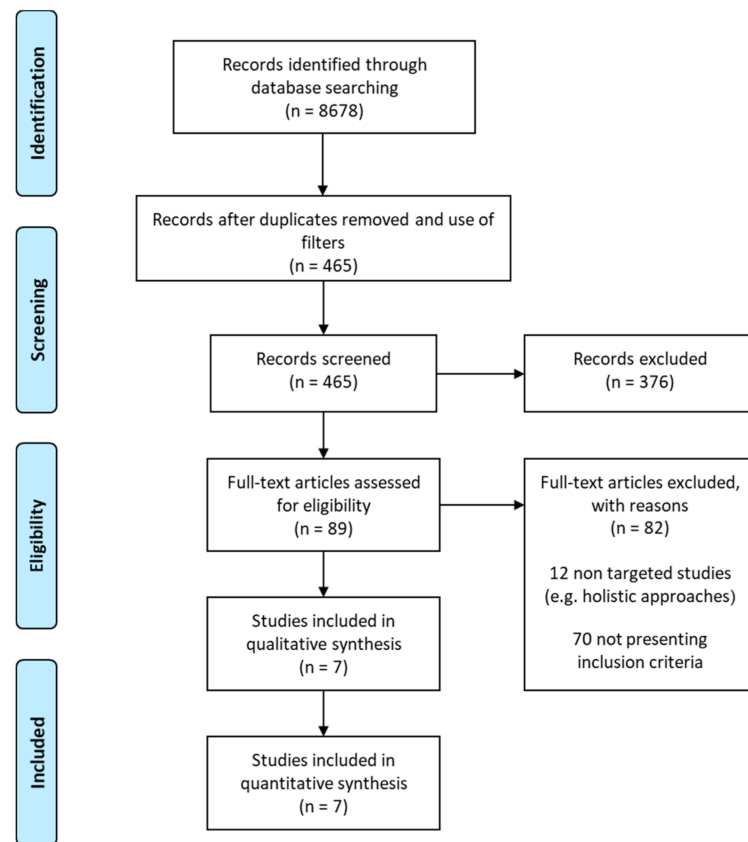 Identification
Records identified through
database searching
(n = 8678)
Records after duplicates removed and use of
filters
(n = 465)
Screening
Records screened
(n = 465)
Records excluded
(n = 376)
Eligibility
Full-text articles assessed
for eligibility
(n = 89)
Full-text articles excluded,
with reasons
(n = 82)
12 non targeted studies
(e.g. holistic approaches)
70 not presenting
inclusion criteria
Studies included in
qualitative synthesis
(n = 7)
Included
Studies included in
quantitative synthesis
(n = 7)